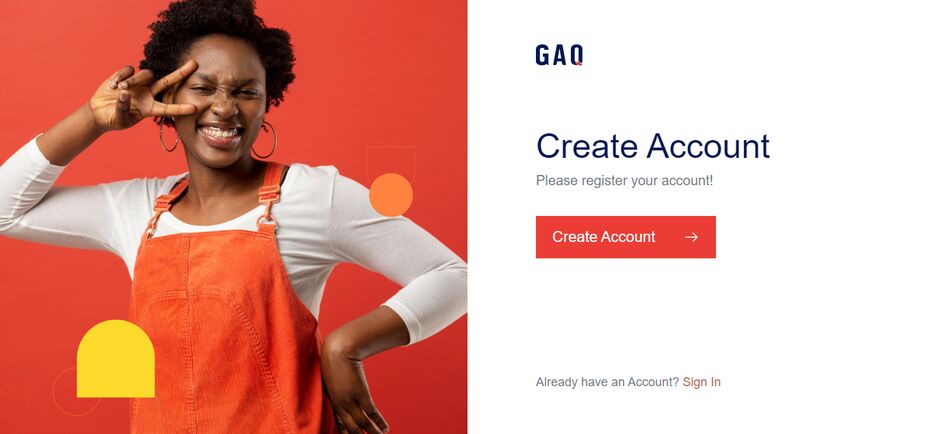 GAQ
Create Account
Please register your account!
Create Account
Already have an Account? Sign In